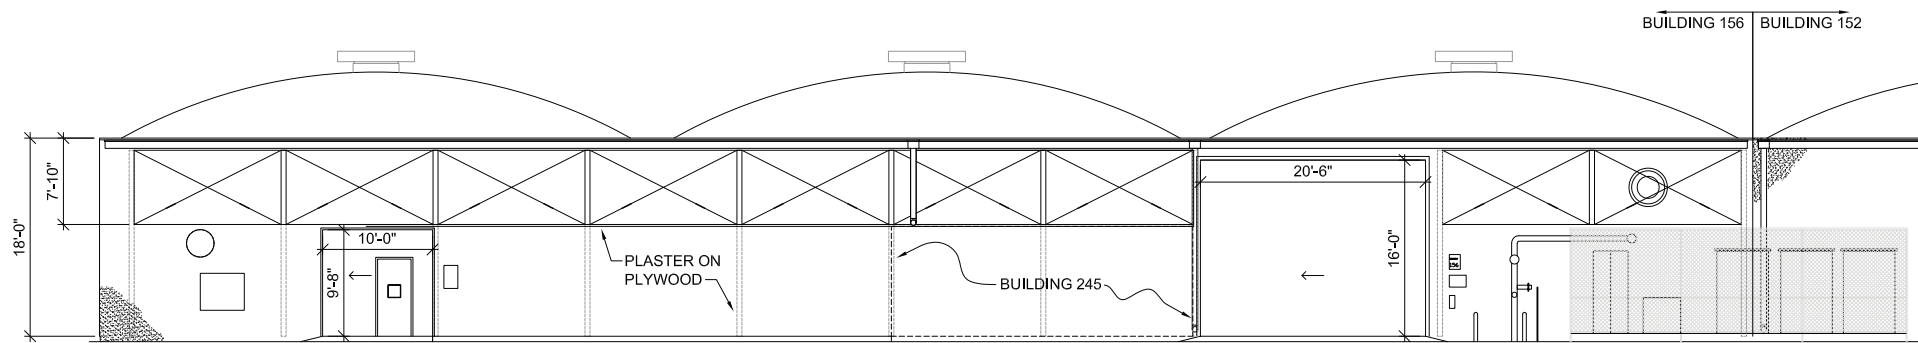 BUILDING 156
BUILDING 152
7'-10"
18'-0"
20'-6"
10'-0"
9'-8"
16'-0"
PLASTER ON
PLYWOOD
BUILDING 245
156